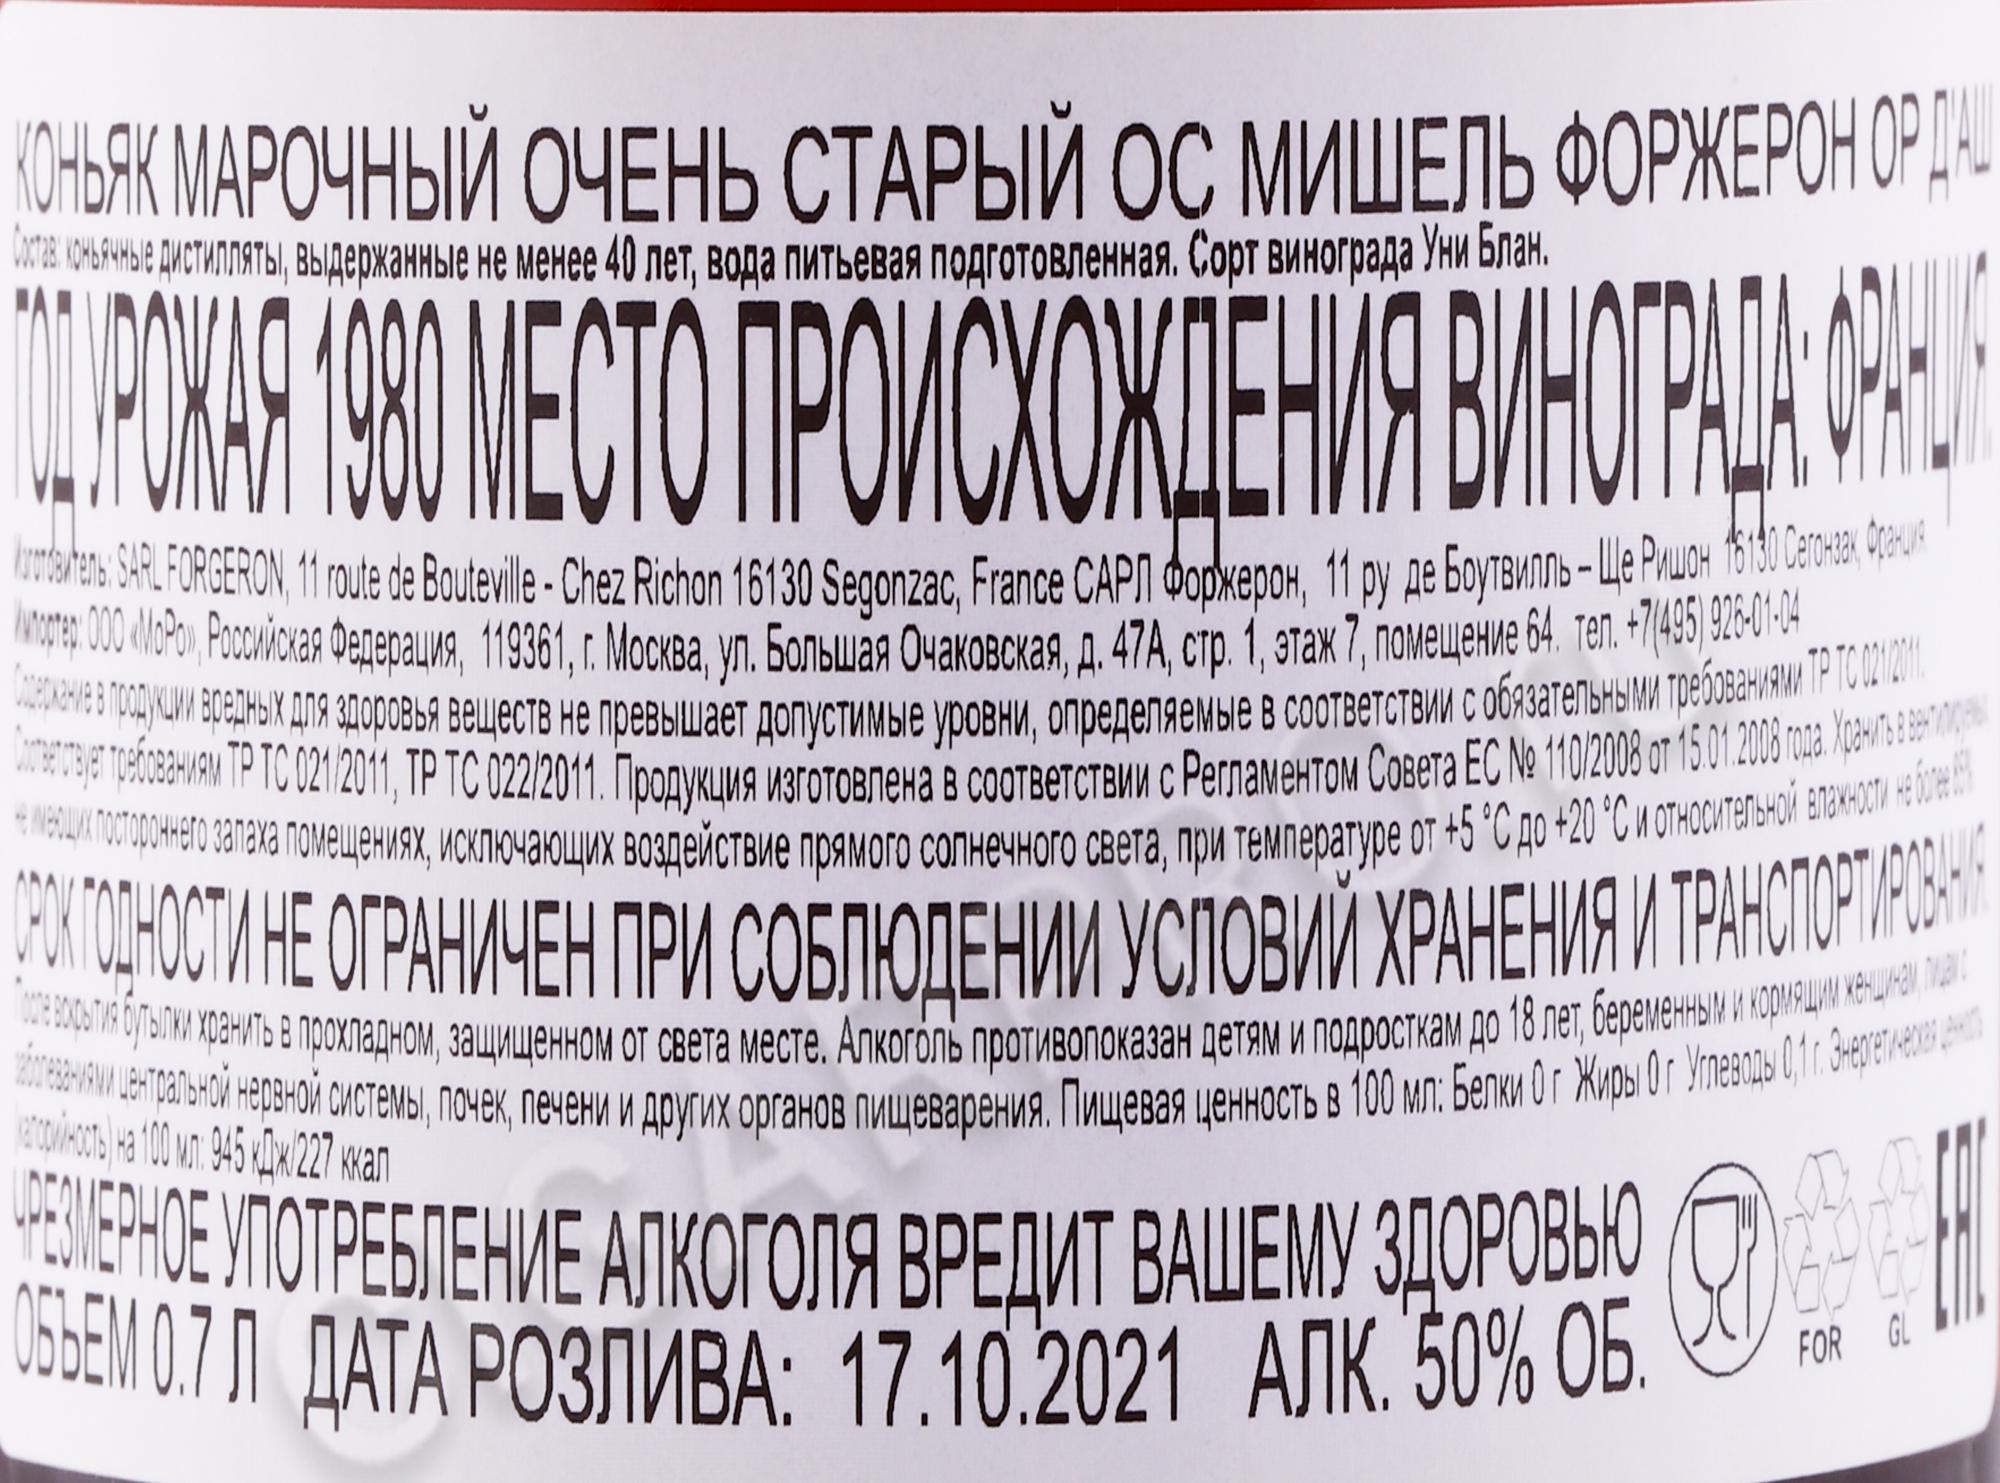 КОНЬЯК МАРОЧНЫЙ ОЧЕНЬ СТАРЫЙ ОС МИШЕЛЬ ФОРЖЕРОН ОР Д'АШ
Состав: коньячные дистилляты, выдержанные не менее 40 лет, вода питьевая подготовленная. Сорт винограда Уни Блан.
ГОД УРОЖАЯ 1980 МЕСТО ПРОИСХОЖДЕНИЯ ВИНОГРАДА: ФРАНЦИЯ.
Изготовитель: SARL FORGERON, 11 route de Bouteville - Chez Richon 16130 Segonzac, France САРЛ Форжерон, 11 ру де Боутвилль – Ще Ришон 16130 Сегонзак, Франция
Импортер: ООО «МоРо», Российская Федерация, 119361, г. Москва, ул. Большая Очаковская, д. 47А, стр. 1, этаж 7, помещение 64. тел. +7(495) 926-01-04
Содержание в продукции вредных для здоровья веществ не превышает допустимые уровни, определяемые в соответствии с обязательными требованиями ТР ТС 021/2011.
Соответствует требованиям ТР ТС 021/2011, ТР ТС 022/2011. Продукция изготовлена в соответствии с Регламентом Совета ЕС № 110/2008 от 15.01.2008 года. Хранить в вентилируемых
не имеющих постороннего запаха помещениях, исключающих воздействие прямого солнечного света, при температуре от +5 °С до +20 °С и относительной влажности не более 85%
СРОК ГОДНОСТИ НЕ ОГРАНИЧЕН ПРИ СОБЛЮДЕНИИ УСЛОВИЙ ХРАНЕНИЯ И ТРАНСПОРТИРОВАНИЯ.
После вскрытия бутылки хранить в прохладном, защищенном от света месте. Алкоголь противопоказан детям и подросткам до 18 лет, беременным и кормящим женщинам, лицам с
заболеваниями центральной нервной системы, почек, печени и других органов пищеварения. Пищевая ценность в 100 мл: Белки 0 г Жиры 0 г Углеводы 0,1 г. Энергетическая ценность
(калорийность) на 100 мл: 945 кДж/227 ккал
ЧРЕЗМЕРНОЕ УПОТРЕБЛЕНИЕ АЛКОГОЛЯ ВРЕДИТ ВАШЕМУ ЗДОРОВЬЮ
ОБЪЕМ 0.7 Л ДАТА РОЗЛИВА: 17.10.2021 АЛК. 50% ОБ.
FOR GL EAC
CIGARPRO.RU